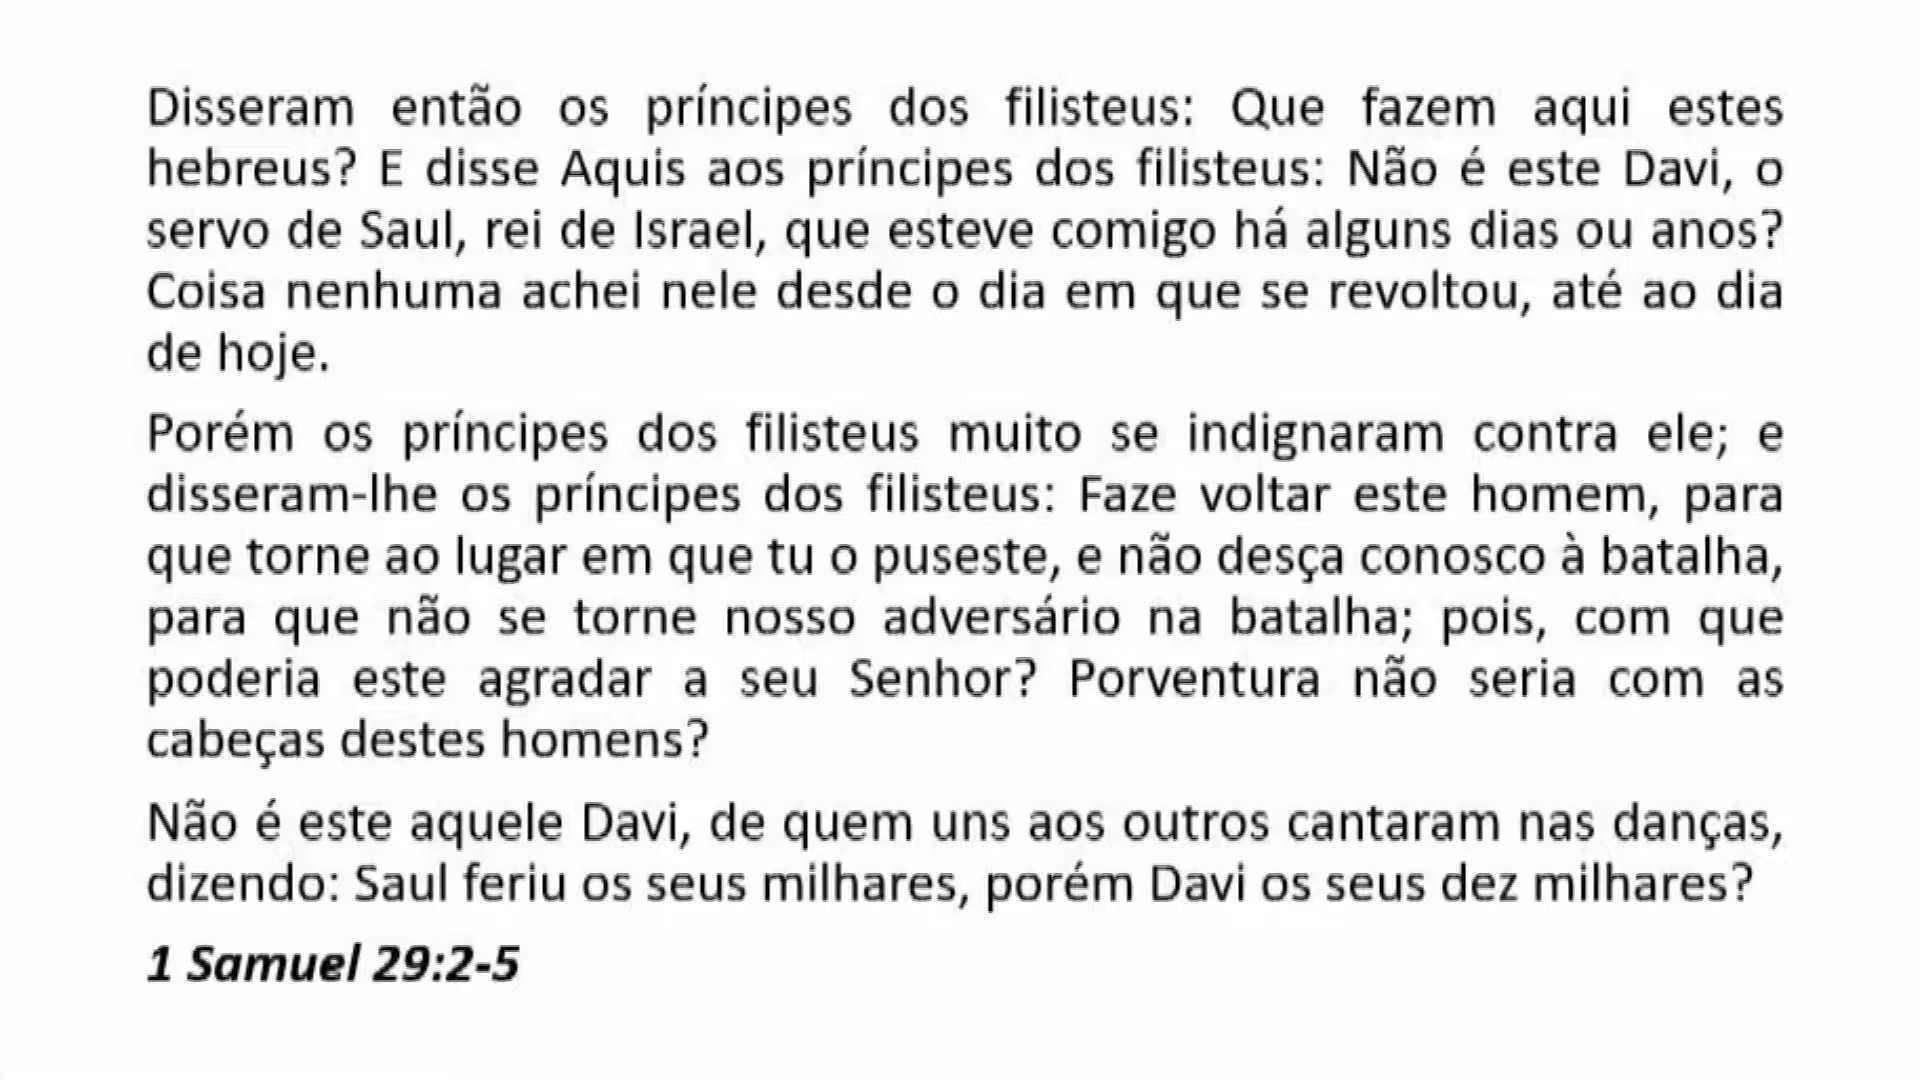 Disseram então os príncipes dos filisteus: Que fazem aqui estes
hebreus? E disse Aquis aos príncipes dos filisteus: Não é este Davi, o
servo de Saul, rei de Israel, que esteve comigo há alguns dias ou anos?
Coisa nenhuma achei nele desde o dia em que se revoltou, até ao dia
de hoje.
Porém os príncipes dos filisteus muito se indignaram contra ele; e
disseram-lhe os príncipes dos filisteus: Faze voltar este homem, para
que torne ao lugar em que tu o puseste, e não desça conosco à batalha,
para que não se torne nosso adversário na batalha; pois, com que
poderia este agradar a seu Senhor? Porventura não seria com as
cabeças destes homens?
Não é este aquele Davi, de quem uns aos outros cantaram nas danças,
dizendo: Saul feriu os seus milhares, porém Davi os seus dez milhares?
1 Samuel 29:2-5